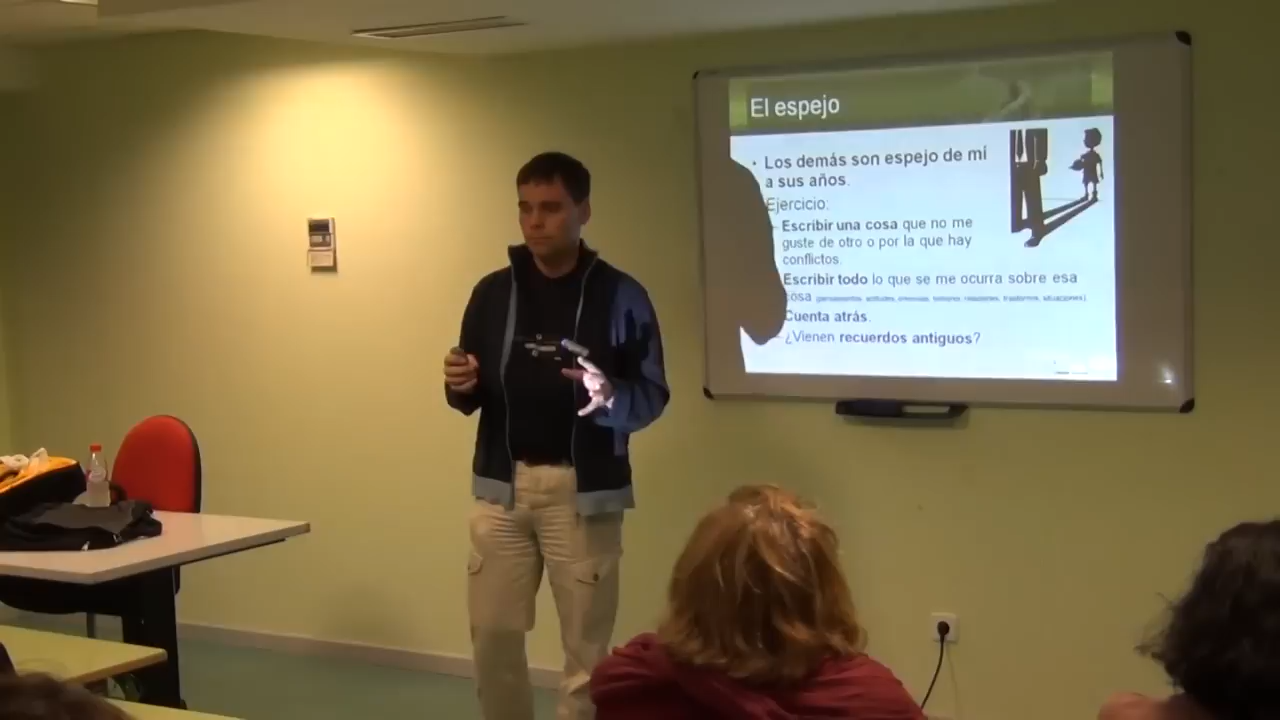 El espejo
Los demás son espejo de mí
a sus años.
Ejercicio:
Escribir una cosa que no me
guste de otro o por la que hay
conflictos.
Escribir todo lo que se me ocurra sobre esa
cosa
Cuenta atrás.
¿Vienen recuerdos antiguos?